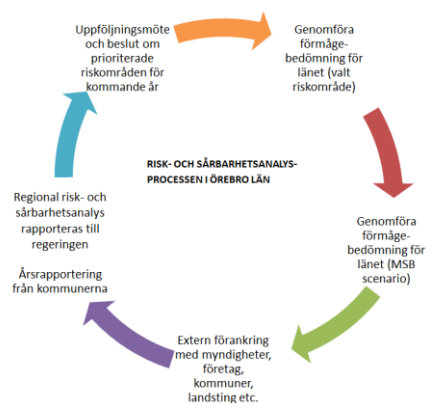 Uppföljningsmöte
och beslut om
prioriterade
riskområden för
kommande år
Genomföra
förmåge-
bedömning för
länet (valt
riskområde)
RISK- OCH SÅRBARHETSANALYS-
PROCESSEN I ÖREBRO LÄN
Genomföra
förmåge-
bedömning för
länet (MSB
scenario)
Extern förankring
med myndigheter,
företag,
kommuner,
landsting etc.
Regional risk- och
sårbarhetsanalys
rapporteras till
regeringen
Årsrapportering
från kommunerna